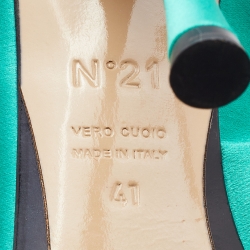 N°21
VERO CUOIO
MADE IN ITALY
41